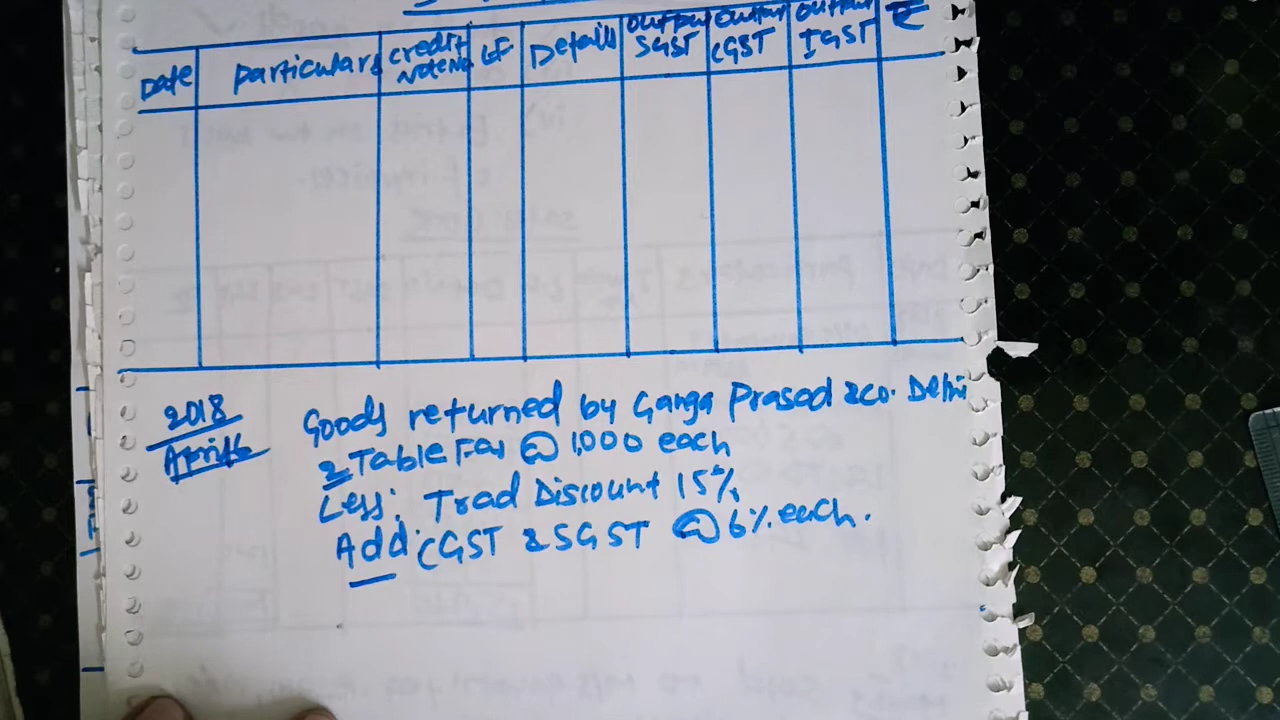 Date Particulars Credit Note No LF Details Output SGST Output CGST Output IGST ₹
2018 Goods returned by Ganga Prasad & co. Delhi
April 6 2 Table Fan @ 1,000 each
Less: Trad Discount 15%
Add: CGST & SGST @ 6% each.